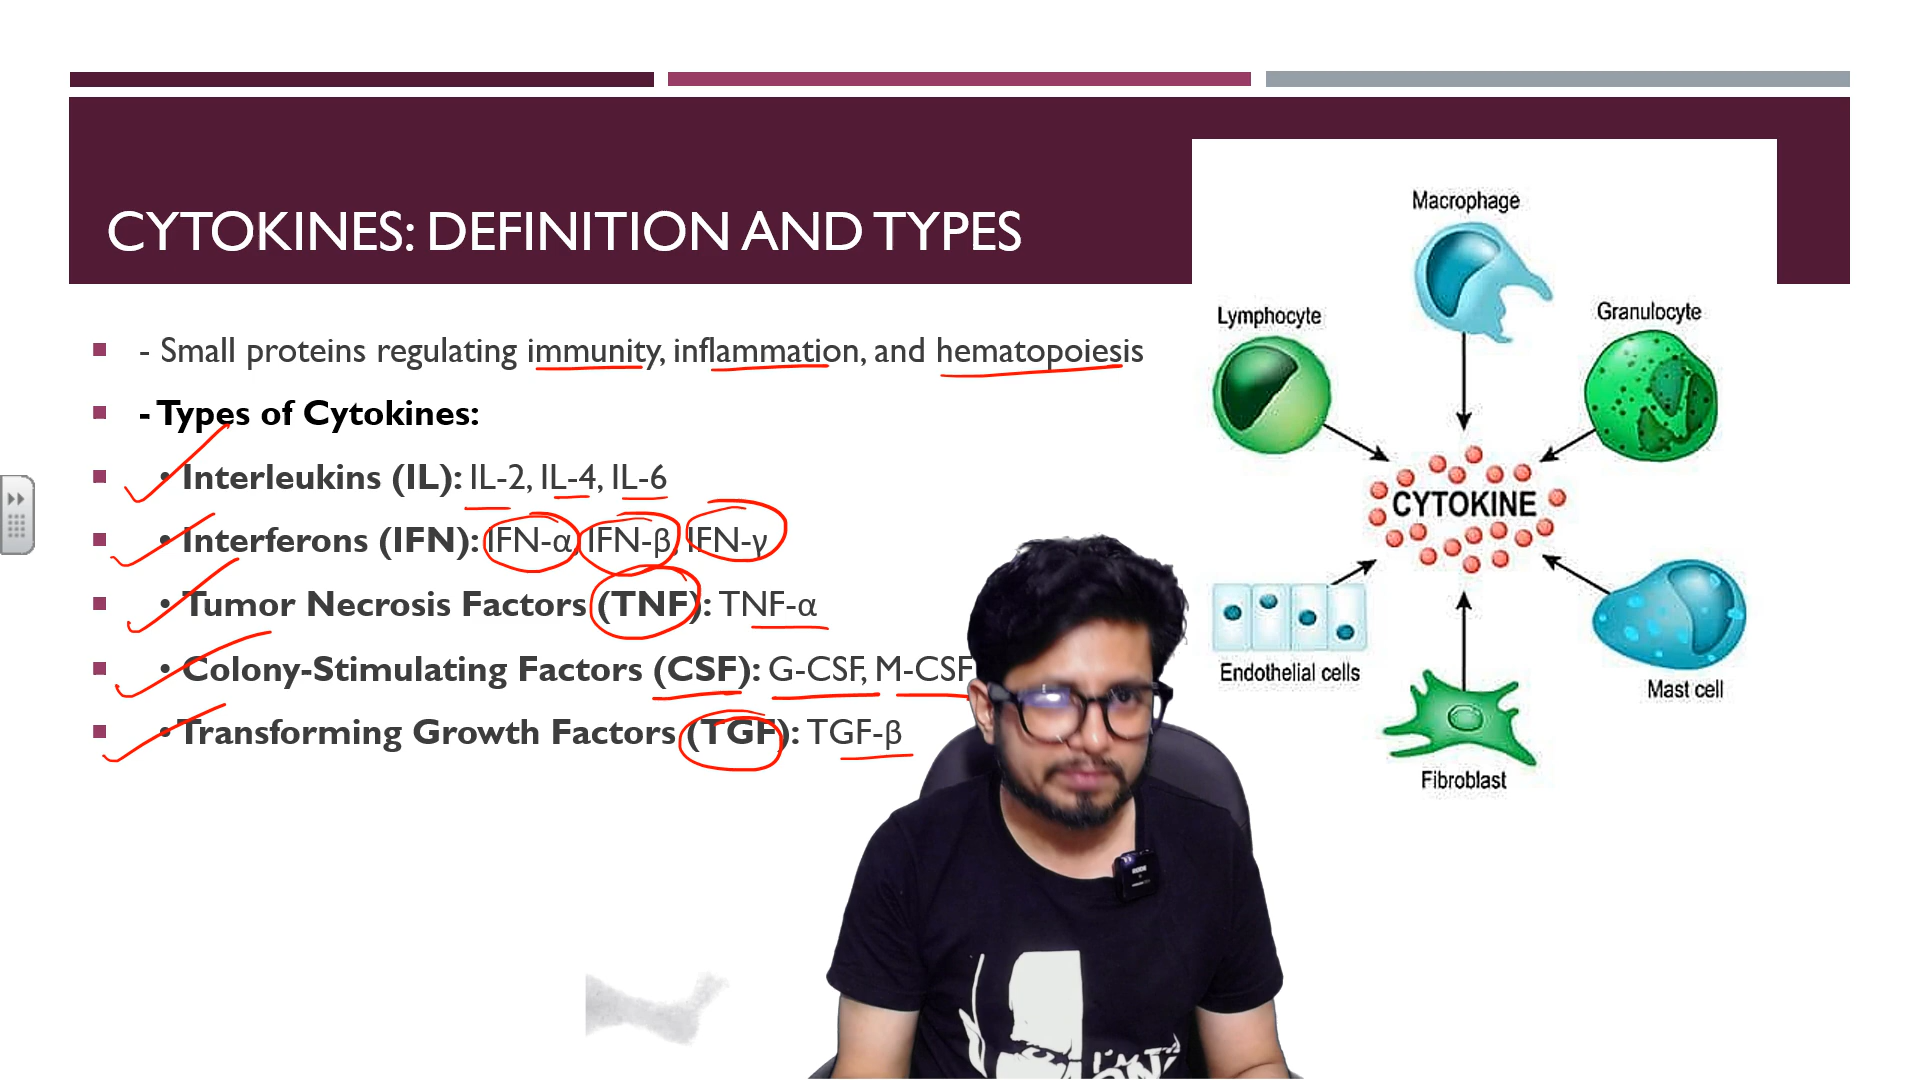 CYTOKINES: DEFINITION AND TYPES
- Small proteins regulating immunity, inflammation, and hematopoiesis
- Types of Cytokines:
• Interleukins (IL): IL-2, IL-4, IL-6
• Interferons (IFN): IFN-α, IFN-β, IFN-γ
• Tumor Necrosis Factors (TNF): TNF-α
• Colony-Stimulating Factors (CSF): G-CSF, M-CSF
• Transforming Growth Factors (TGF): TGF-β
Macrophage
Lymphocyte
Granulocyte
CYTOKINE
Endothelial cells
Mast cell
Fibroblast